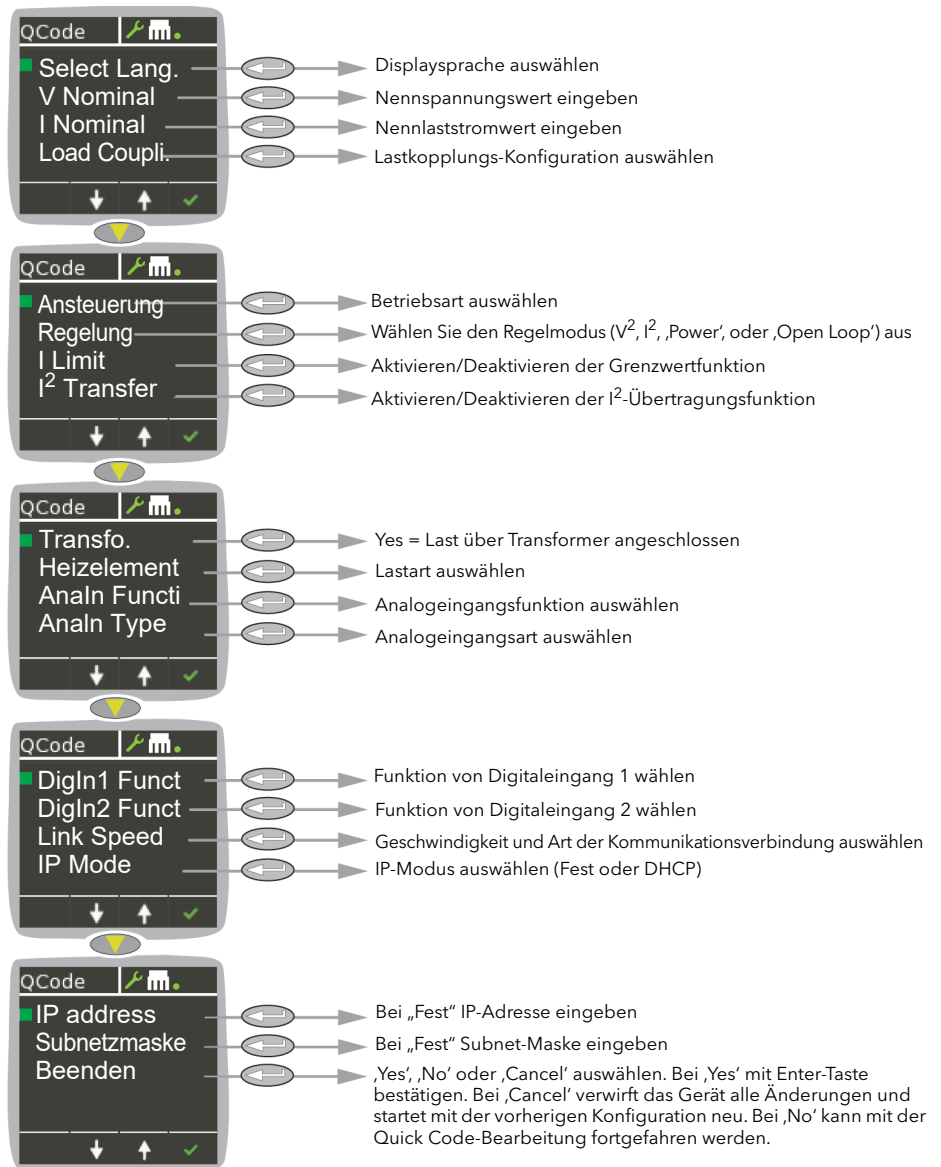 QCode
Select Lang.
Displaysprache auswählen
V Nominal
Nennspannungswert eingeben
I Nominal
Nennlaststromwert eingeben
Load Coupli.
Lastkopplungs-Konfiguration auswählen
QCode
Ansteuerung
Betriebsart auswählen
Regelung
Wählen Sie den Regelmodus (V², I², ‚Power‘, oder ‚Open Loop‘) aus
I Limit
Aktivieren/Deaktivieren der Grenzwertfunktion
I² Transfer
Aktivieren/Deaktivieren der I²-Übertragungsfunktion
QCode
Transfo.
Yes = Last über Transformer angeschlossen
Heizelement
Lastart auswählen
AnaIn Functi
Analogeingangsfunktion auswählen
AnaIn Type
Analogeingangsart auswählen
QCode
DigIn1 Funct
Funktion von Digitaleingang 1 wählen
DigIn2 Funct
Funktion von Digitaleingang 2 wählen
Link Speed
Geschwindigkeit und Art der Kommunikationsverbindung auswählen
IP Mode
IP-Modus auswählen (Fest oder DHCP)
QCode
IP address
Bei „Fest“ IP-Adresse eingeben
Subnetzmaske
Bei „Fest“ Subnet-Maske eingeben
Beenden
‚Yes‘, ‚No‘ oder ‚Cancel‘ auswählen. Bei ‚Yes‘ mit Enter-Taste
bestätigen. Bei ‚Cancel‘ verwirft das Gerät alle Änderungen und
startet mit der vorherigen Konfiguration neu. Bei ‚No‘ kann mit der
Quick Code-Bearbeitung fortgefahren werden.